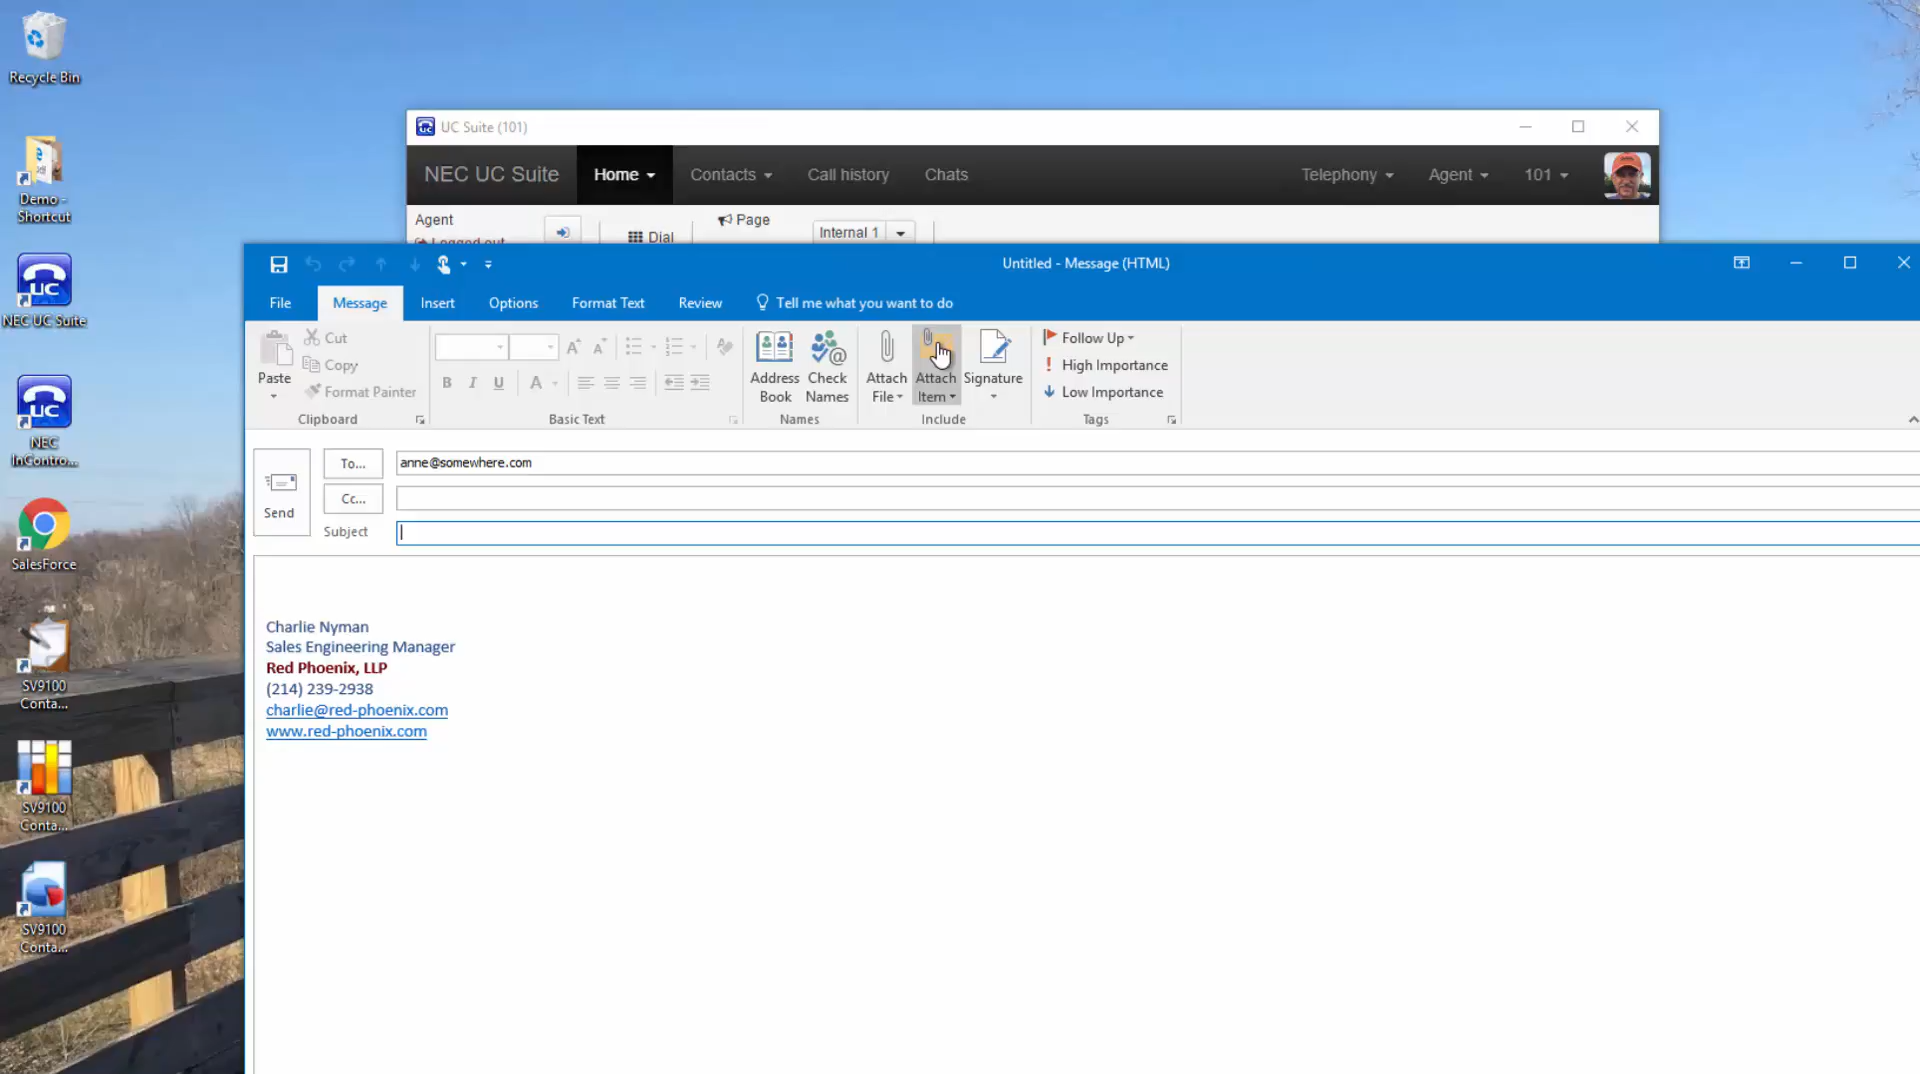 Recycle Bin
Demo -
Shortcut
NEC UC Suite
NEC
InContro...
SalesForce
SV9100
Conta...
SV9100
Conta...
SV9100
Conta...
UC Suite (101)
NEC UC Suite Home Contacts Call history Chats Telephony Agent 101
Agent
Logged out
Dial
Page
Internal 1
Untitled - Message (HTML)
File Message Insert Options Format Text Review Tell me what you want to do
Paste
Cut
Copy
Format Painter
Clipboard
B I U A
Basic Text
Address
Book
Check
Names
Names
Attach
File
Attach
Item
Signature
Include
Follow Up
High Importance
Low Importance
Tags
Send
To... anne@somewhere.com
Cc...
Subject
Charlie Nyman
Sales Engineering Manager
Red Phoenix, LLP
(214) 239-2938
charlie@red-phoenix.com
www.red-phoenix.com